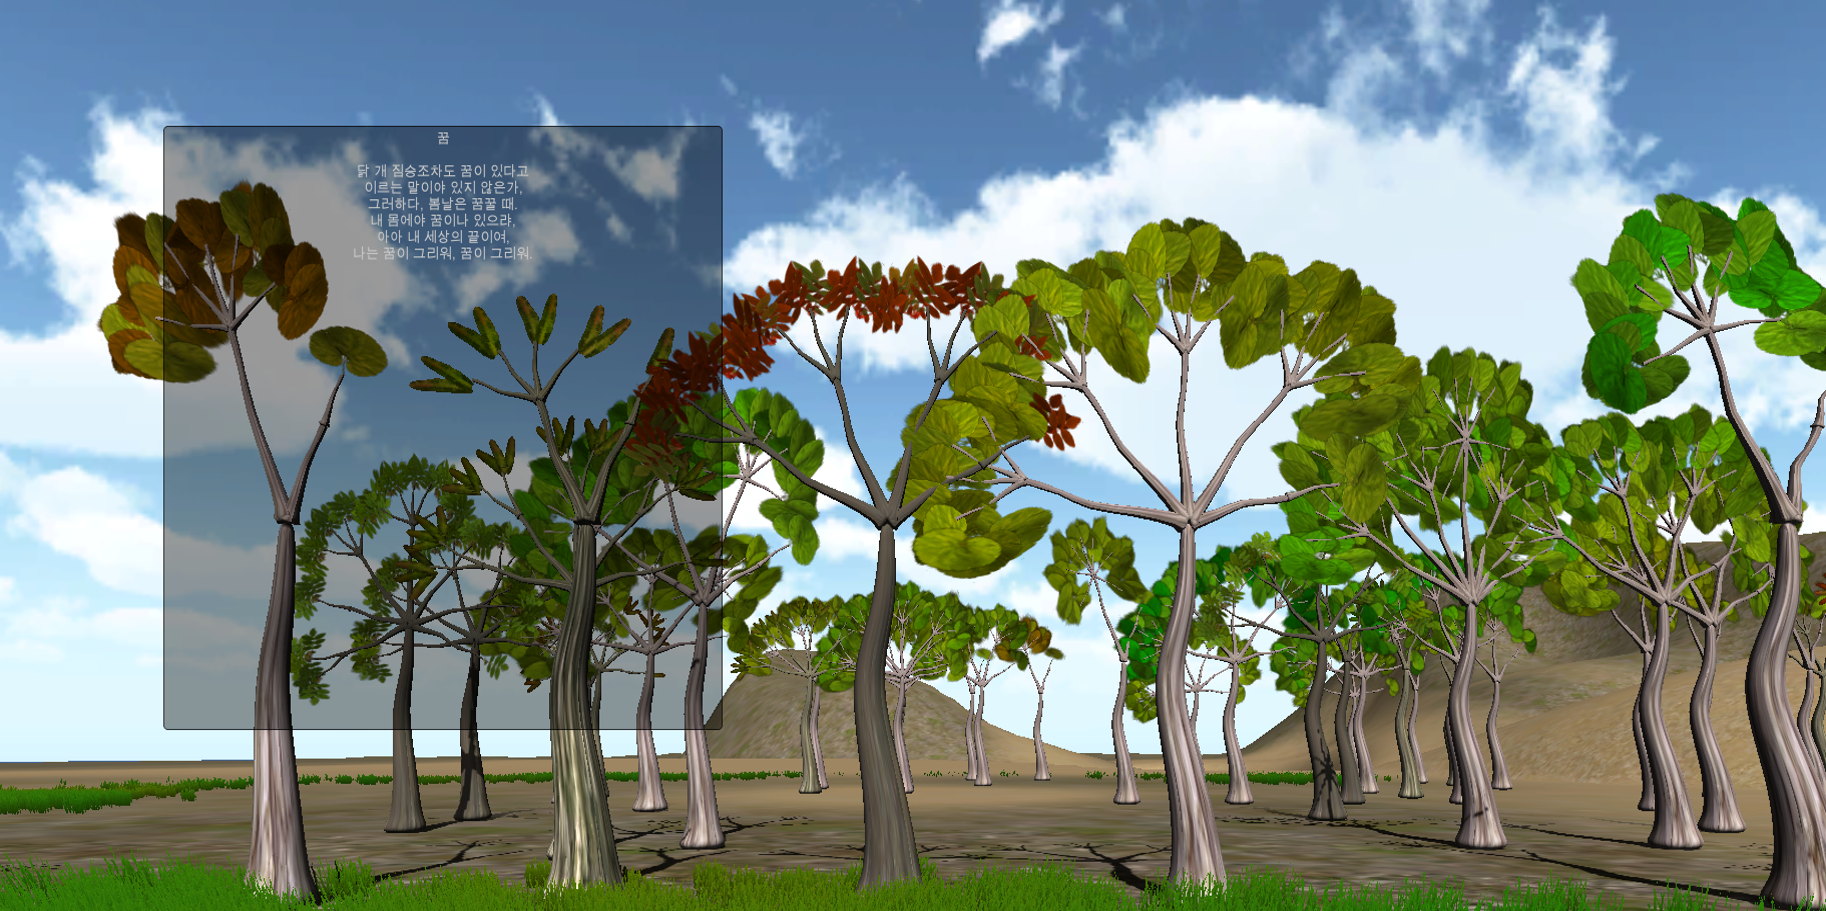 꿈
닭 개 짐승조차도 꿈이 있다고
이르는 말이야 있지 않은가,
그러하다, 봄날은 꿈꿀 때.
내 몸에야 꿈이나 있으랴,
아아 내 세상의 끝이여,
나는 꿈이 그리워, 꿈이 그리워.